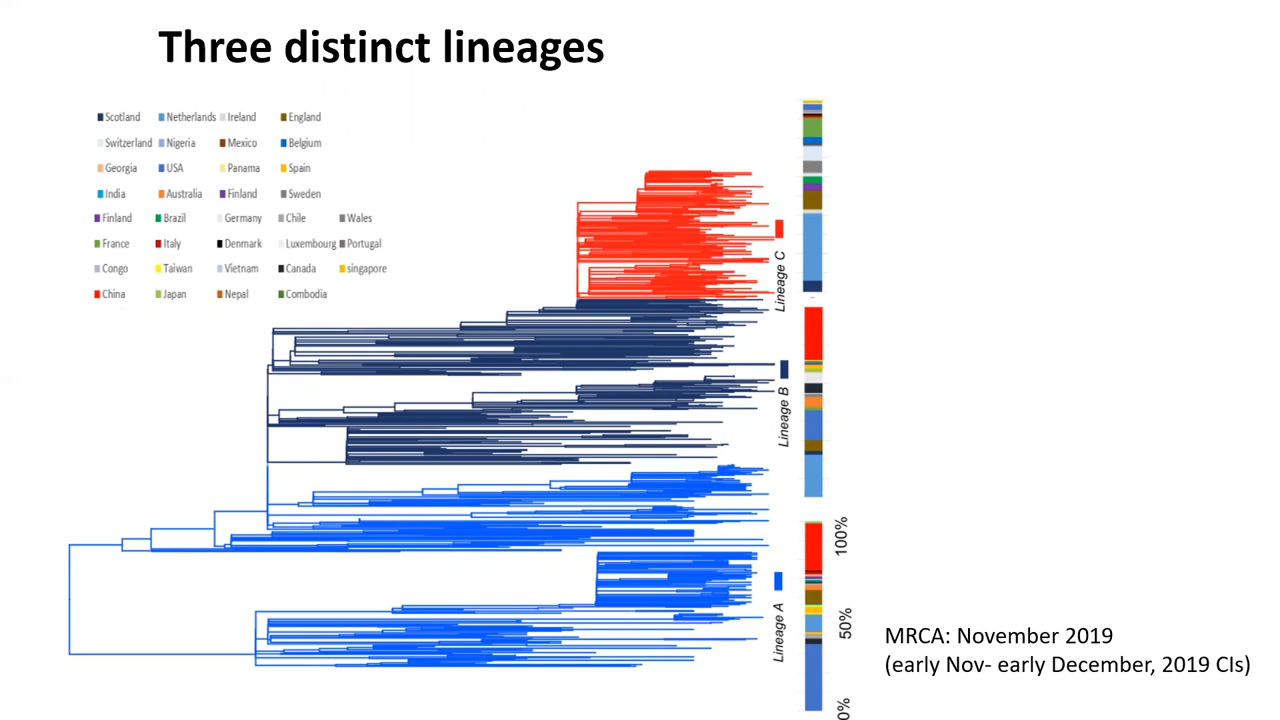 Three distinct lineages
Scotland Netherlands Ireland England
Switzerland Nigeria Mexico Belgium
Georgia USA Panama Spain
India Australia Finland Sweden
Finland Brazil Germany Chile Wales
France Italy Denmark Luxembourg Portugal
Congo Taiwan Vietnam Canada singapore
China Japan Nepal Combodia
Lineage C
Lineage B
Lineage A
100%
50%
0%
MRCA: November 2019
(early Nov- early December, 2019 CIs)